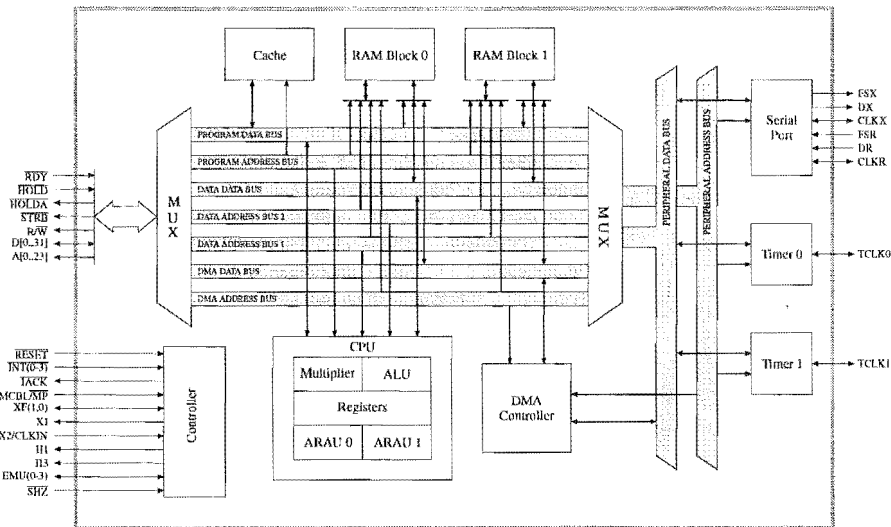 Cache
RAM Block 0
RAM Block 1
PROGRAM DATA BUS
PROGRAM ADDRESS BUS
DATA DATA BUS
DATA ADDRESS BUS 2
DATA ADDRESS BUS 1
DMA DATA BUS
DMA ADDRESS BUS
MUX
MUX
PERIPHERAL DATA BUS
PERIPHERAL ADDRESS BUS
Serial
Port
FSX
DX
CLKX
FSR
DR
CLKR
Timer 0
TCLK0
Timer 1
TCLK1
RDY
HOLD
HOLDA
STRB
R/W
D[0..31]
A[0..23]
RESET
INT(0-3)
IACK
MCBL/MP
XF(1,0)
X1
X2/CLKIN
H1
H3
EMU(0-3)
SHZ
Controller
CPU
Multiplier
ALU
Registers
ARAU 0
ARAU 1
DMA
Controller